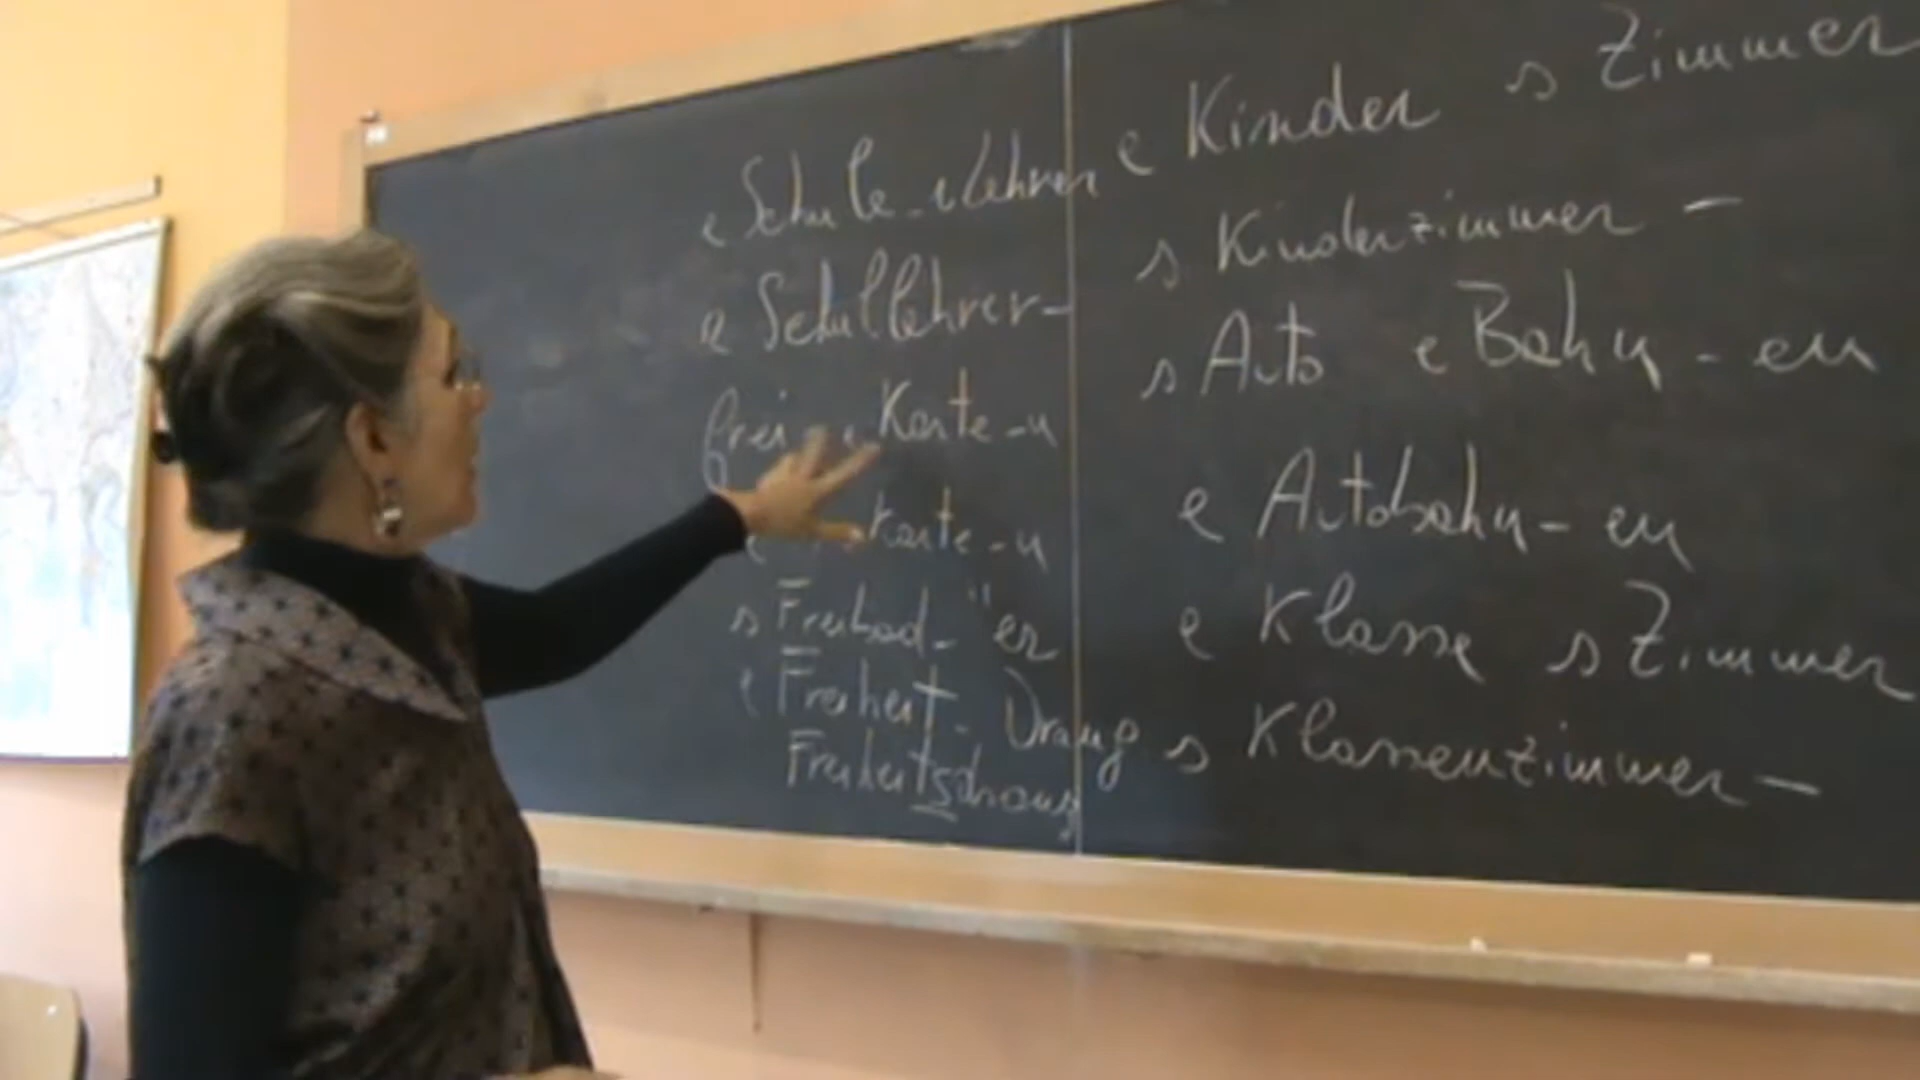 e Schule - r Lehrer
r Schullehrer -
frei - e Karte - n
e karte - n
s Freibad - "er
e Freiheit - Drang
Freiheitsdrang
e Kinder s Zimmer
s Kinderzimmer -
s Auto e Bahn - en
e Autobahn - en
e Klasse s Zimmer
s Klassenzimmer -